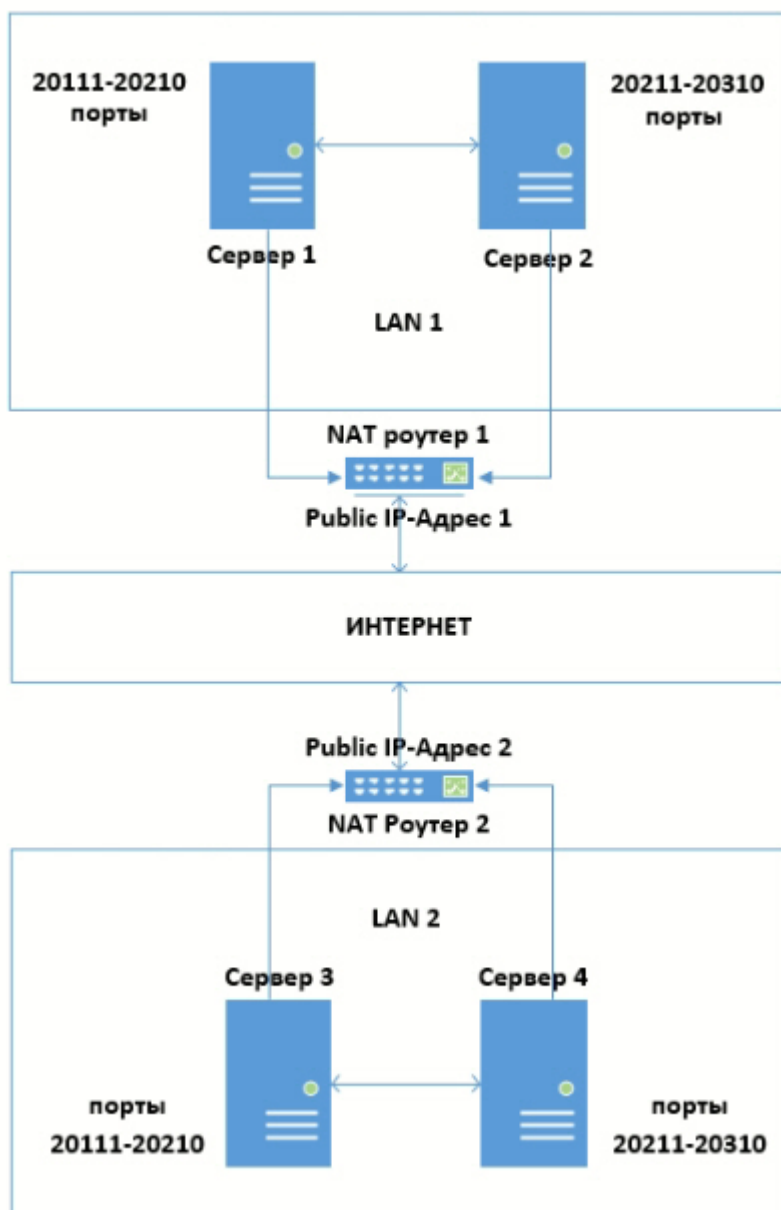 20111-20210
порты
20211-20310
порты
Сервер 1
Сервер 2
LAN 1
NAT роутер 1
Public IP-Адрес 1
ИНТЕРНЕТ
Public IP-Адрес 2
NAT Роутер 2
LAN 2
Сервер 3
Сервер 4
порты
20111-20210
порты
20211-20310